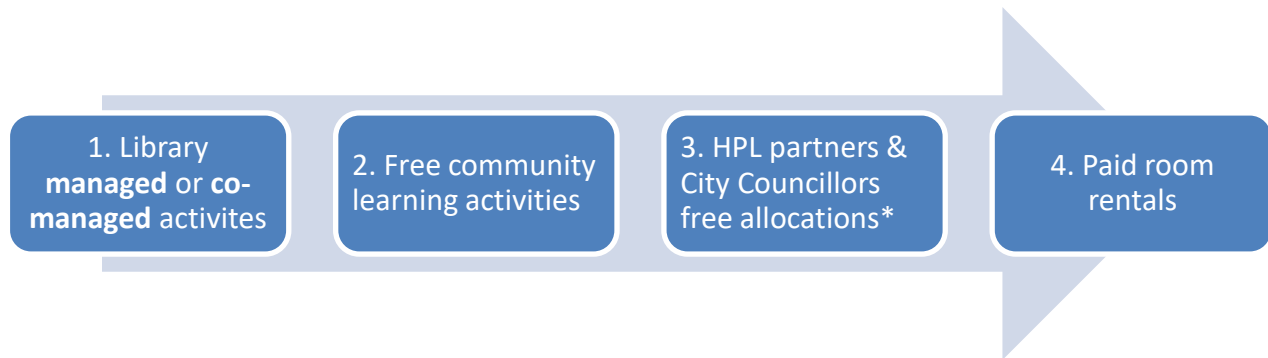 1. Library
managed or co-
managed activites
2. Free community
learning activities
3. HPL partners &
City Councillors
free allocations*
4. Paid room
rentals